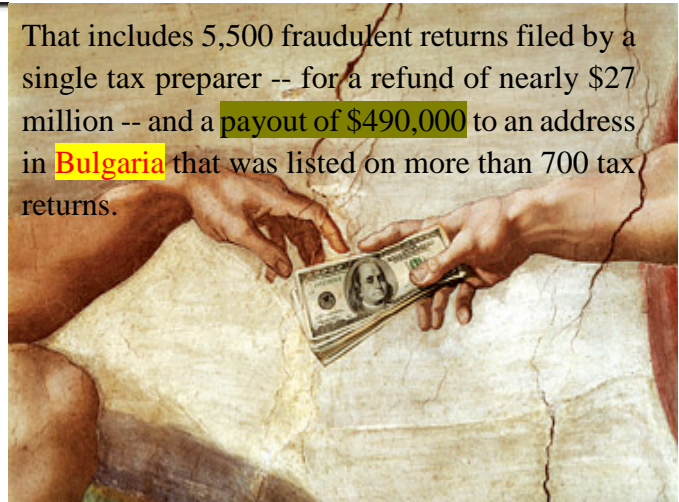 That includes 5,500 fraudulent returns filed by a
single tax preparer -- for a refund of nearly $27
million -- and a payout of $490,000 to an address
in Bulgaria that was listed on more than 700 tax
returns.